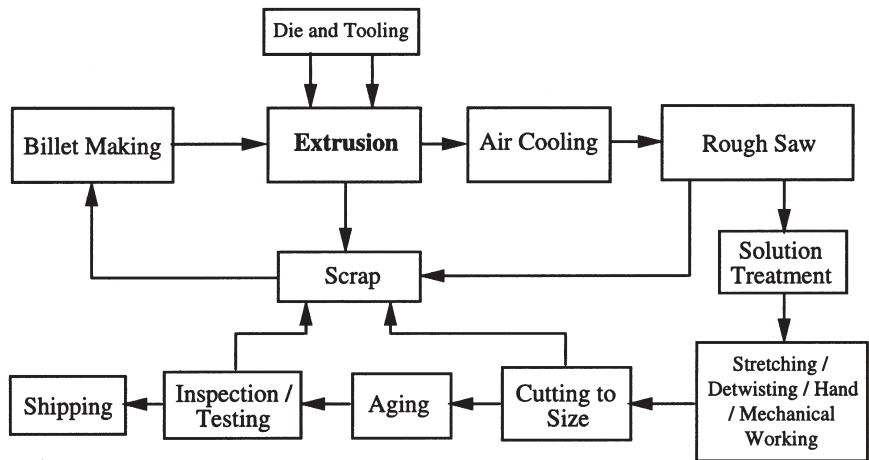 Die and Tooling
Billet Making
Extrusion
Air Cooling
Rough Saw
Scrap
Solution
Treatment
Stretching /
Detwisting / Hand
/ Mechanical
Working
Cutting to
Size
Aging
Inspection /
Testing
Shipping